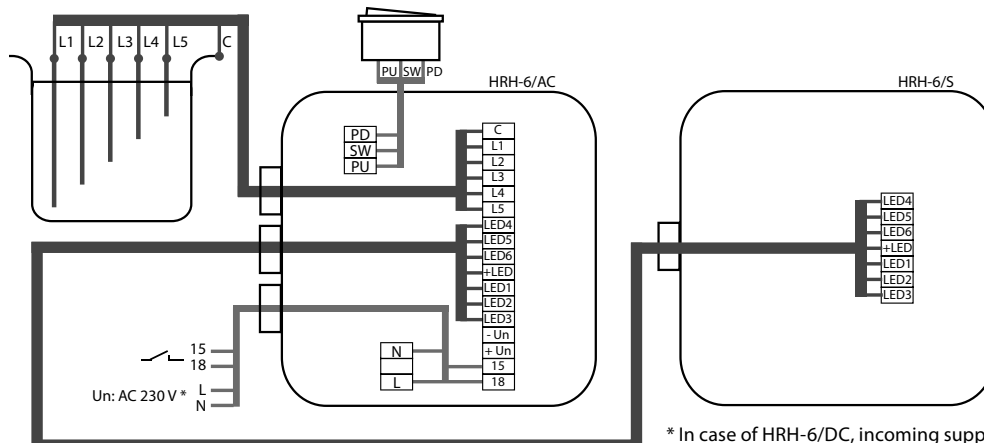 L1 L2 L3 L4 L5 C
PU SW PD
HRH-6/AC
HRH-6/S
PD
SW
PU
C
L1
L2
L3
L4
L5
LED4
LED5
LED6
+LED
LED1
LED2
LED3
- Un
+ Un
15
18
N
L
15
18
Un: AC 230 V * L
N
LED4
LED5
LED6
+LED
LED1
LED2
LED3
* In case of HRH-6/DC, incoming